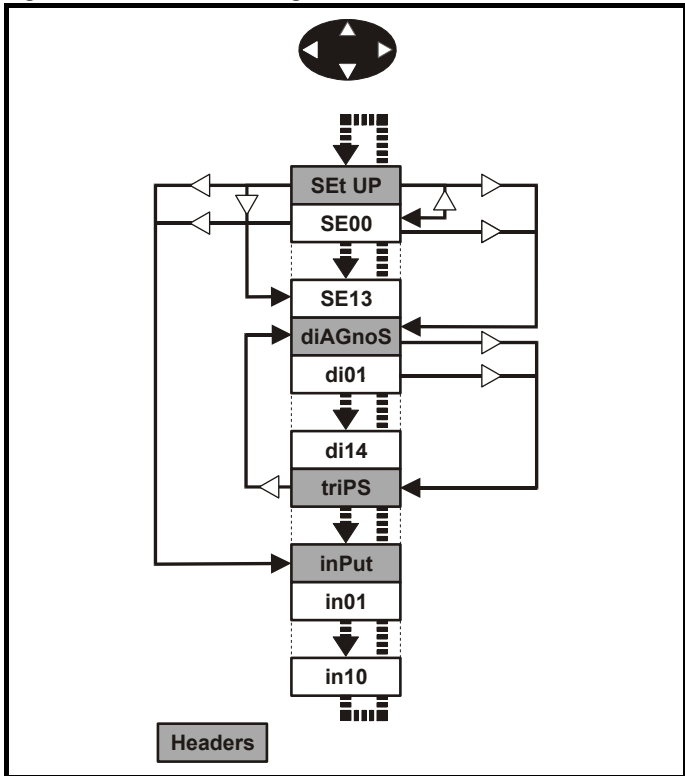 SEt UP
SE00
SE13
diAGnoS
di01
di14
triPS
inPut
in01
in10
Headers